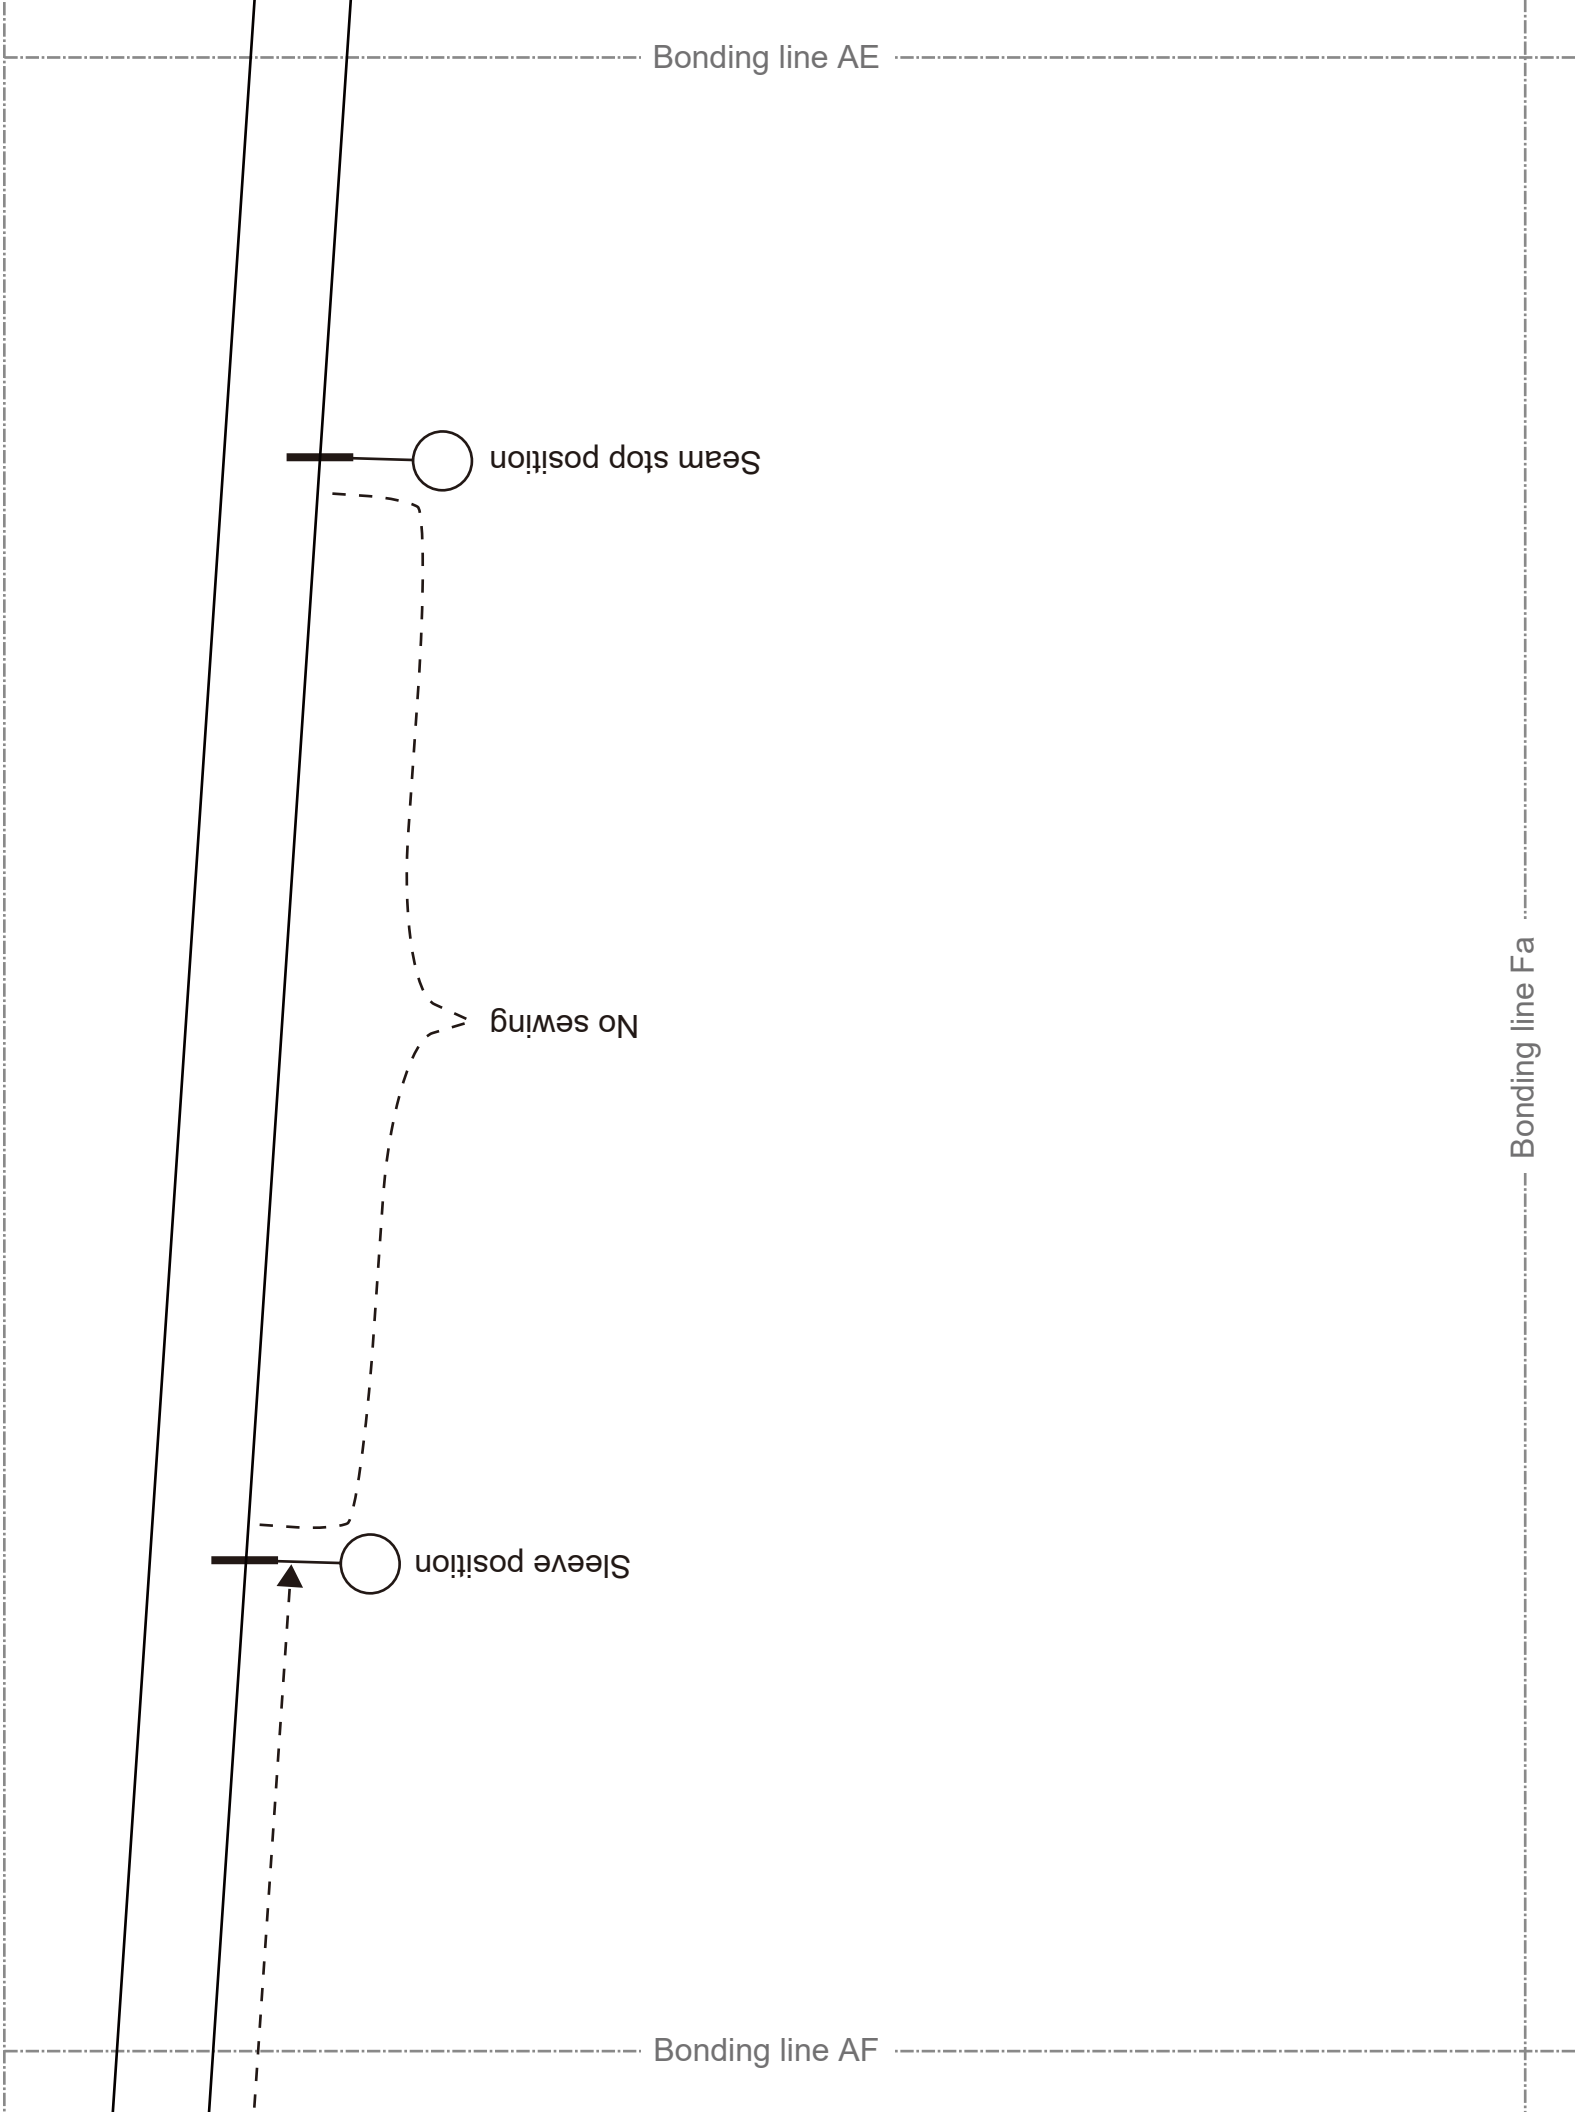 Bonding line AE
Seam stop position
No sewing
Bonding line Fa
Sleeve position
Bonding line AF